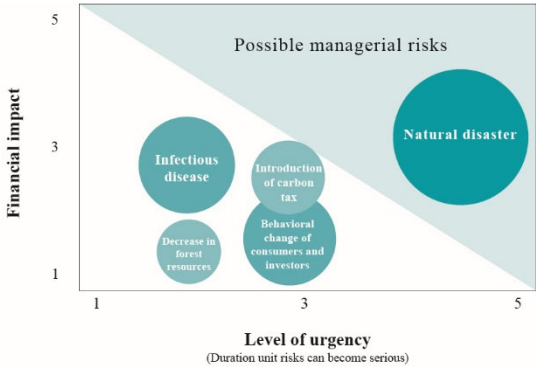 5
Possible managerial risks
Financial impact
3
Natural disaster
Infectious
disease
Introduction
of carbon
tax
Behavioral
change of
consumers and
investors
Decrease in
forest
resources
1
1
3
5
Level of urgency
(Duration unit risks can become serious)